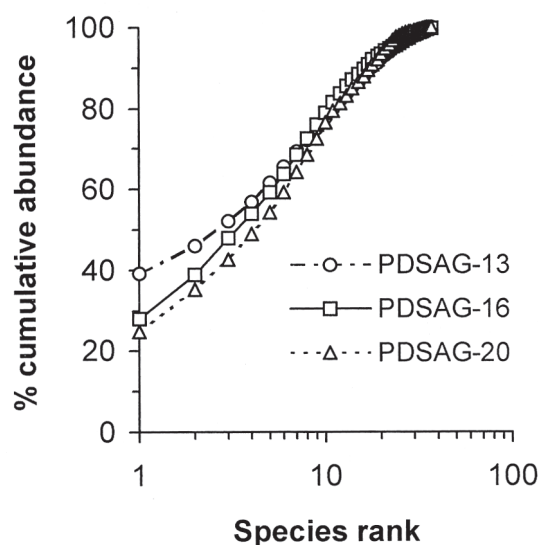 100
80
60
40
20
0
% cumulative abundance
PDSAG-13
PDSAG-16
PDSAG-20
1
10
100
Species rank